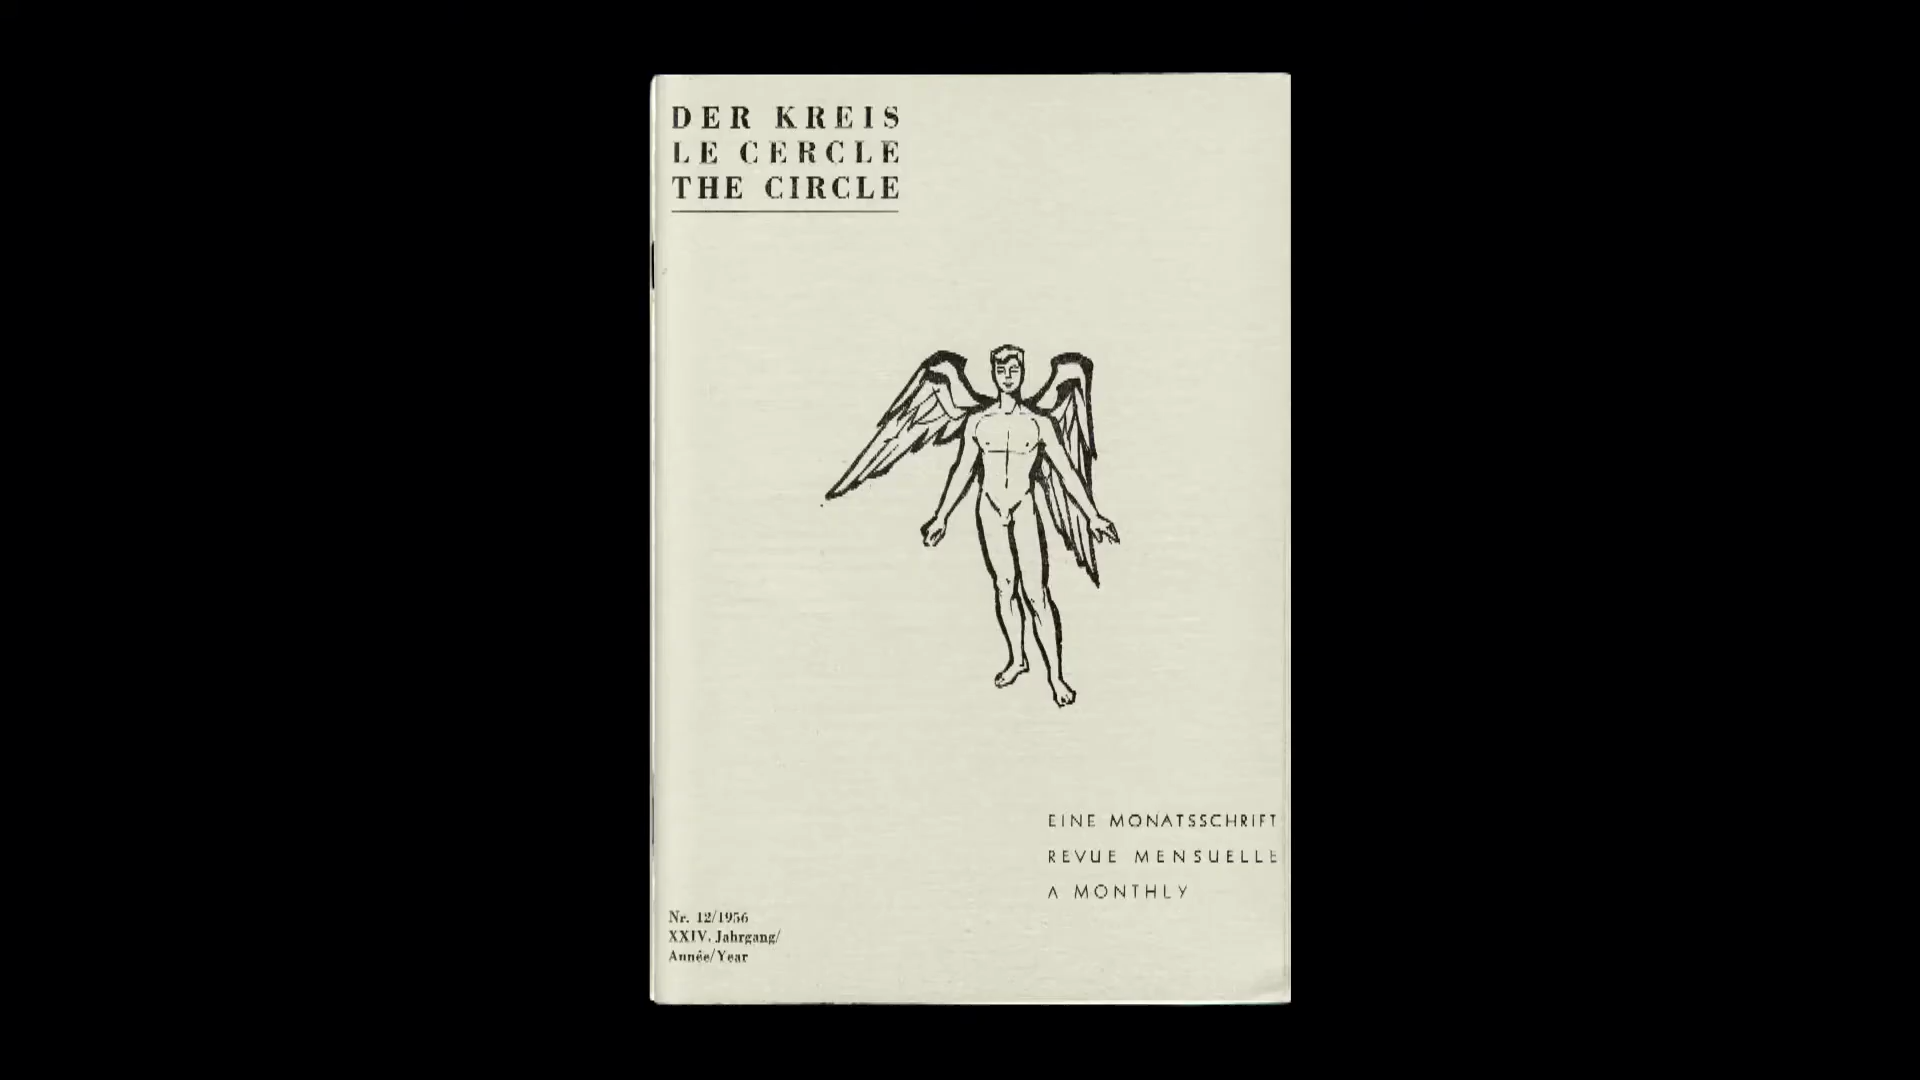 DER KREIS
LE CERCLE
THE CIRCLE
EINE MONATSSCHRIFT
REVUE MENSUELLE
A MONTHLY
Nr. 12/1956
XXIV. Jahrgang/
Année/Year